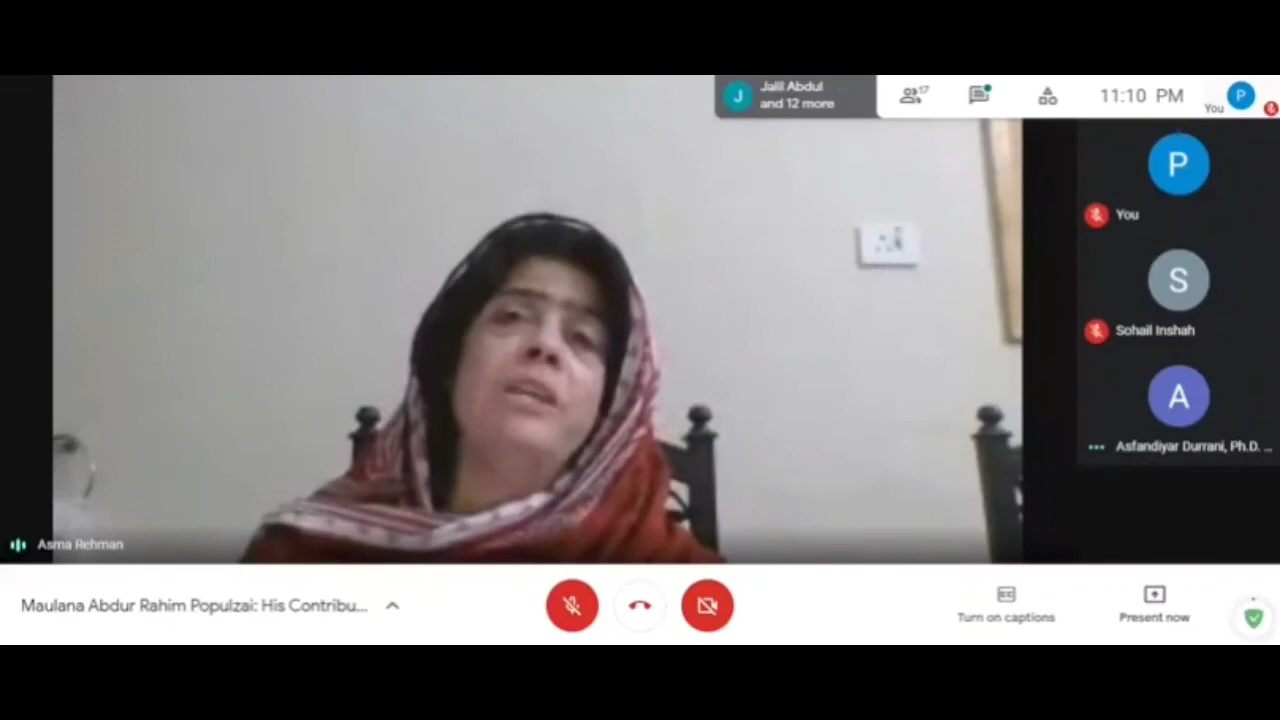 J
Jalil Abdul
and 12 more
17
11:10 PM
You
P
P
You
S
Sohail Inshah
A
Asfandiyar Durrani, Ph.D. ...
Asma Rehman
Maulana Abdur Rahim Populzai: His Contribu...
Turn on captions
Present now